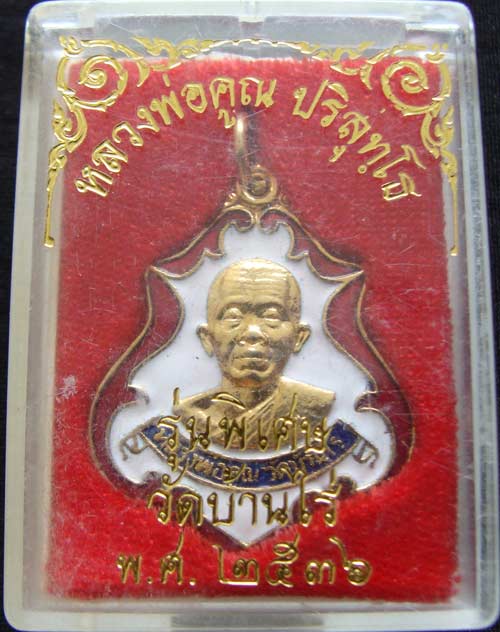 หลวงพ่อคูณ ปริสุทฺโธ
รุ่นพิเศษ
วัดบ้านไร่
พ.ศ. ๒๕๓๖